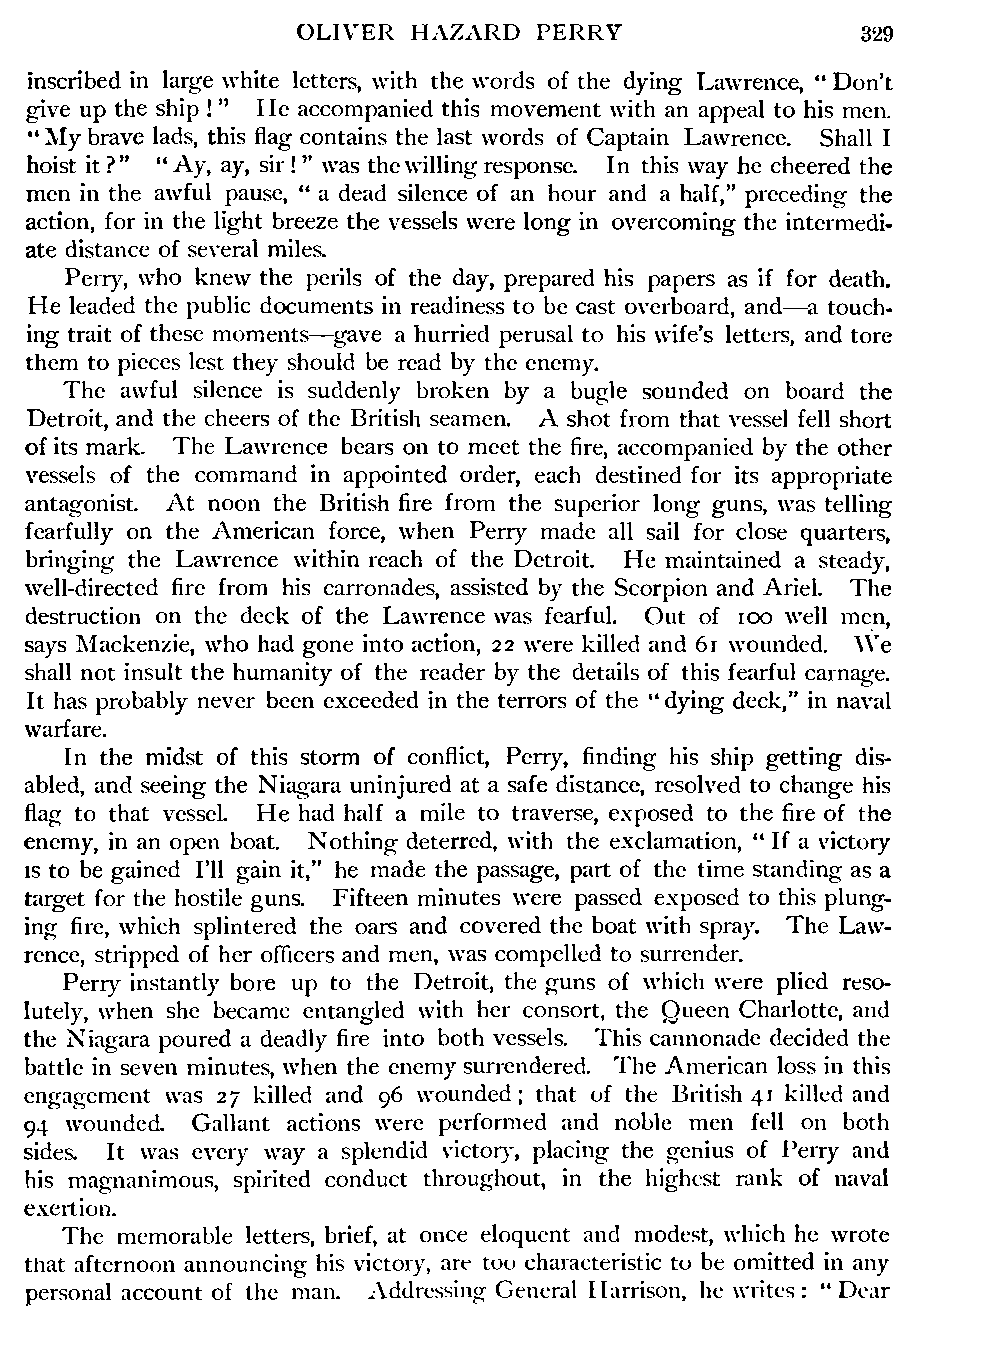 OLIVER HAZARD PERRY 329
inscribed in large white letters, with the words of the dying Lawrence, “ Don’t
give up the ship ! ” He accompanied this movement with an appeal to his men.
“ My brave lads, this flag contains the last words of Captain Lawrence. Shall I
hoist it ? ” “ Ay, ay, sir ! ” was the willing response. In this way he cheered the
men in the awful pause, “ a dead silence of an hour and a half,” preceding the
action, for in the light breeze the vessels were long in overcoming the intermedi-
ate distance of several miles.
Perry, who knew the perils of the day, prepared his papers as if for death.
He leaded the public documents in readiness to be cast overboard, and—a touch-
ing trait of these moments—gave a hurried perusal to his wife’s letters, and tore
them to pieces lest they should be read by the enemy.
The awful silence is suddenly broken by a bugle sounded on board the
Detroit, and the cheers of the British seamen. A shot from that vessel fell short
of its mark. The Lawrence bears on to meet the fire, accompanied by the other
vessels of the command in appointed order, each destined for its appropriate
antagonist. At noon the British fire from the superior long guns, was telling
fearfully on the American force, when Perry made all sail for close quarters,
bringing the Lawrence within reach of the Detroit. He maintained a steady,
well-directed fire from his carronades, assisted by the Scorpion and Ariel. The
destruction on the deck of the Lawrence was fearful. Out of 100 well men,
says Mackenzie, who had gone into action, 22 were killed and 61 wounded. We
shall not insult the humanity of the reader by the details of this fearful carnage.
It has probably never been exceeded in the terrors of the “ dying deck,” in naval
warfare.
In the midst of this storm of conflict, Perry, finding his ship getting dis-
abled, and seeing the Niagara uninjured at a safe distance, resolved to change his
flag to that vessel. He had half a mile to traverse, exposed to the fire of the
enemy, in an open boat. Nothing deterred, with the exclamation, “ If a victory
is to be gained I’ll gain it,” he made the passage, part of the time standing as a
target for the hostile guns. Fifteen minutes were passed exposed to this plung-
ing fire, which splintered the oars and covered the boat with spray. The Law-
rence, stripped of her officers and men, was compelled to surrender.
Perry instantly bore up to the Detroit, the guns of which were plied reso-
lutely, when she became entangled with her consort, the Queen Charlotte, and
the Niagara poured a deadly fire into both vessels. This cannonade decided the
battle in seven minutes, when the enemy surrendered. The American loss in this
engagement was 27 killed and 96 wounded ; that of the British 41 killed and
94 wounded. Gallant actions were performed and noble men fell on both
sides. It was every way a splendid victory, placing the genius of Perry and
his magnanimous, spirited conduct throughout, in the highest rank of naval
exertion.
The memorable letters, brief, at once eloquent and modest, which he wrote
that afternoon announcing his victory, are too characteristic to be omitted in any
personal account of the man. Addressing General Harrison, he writes : “ Dear